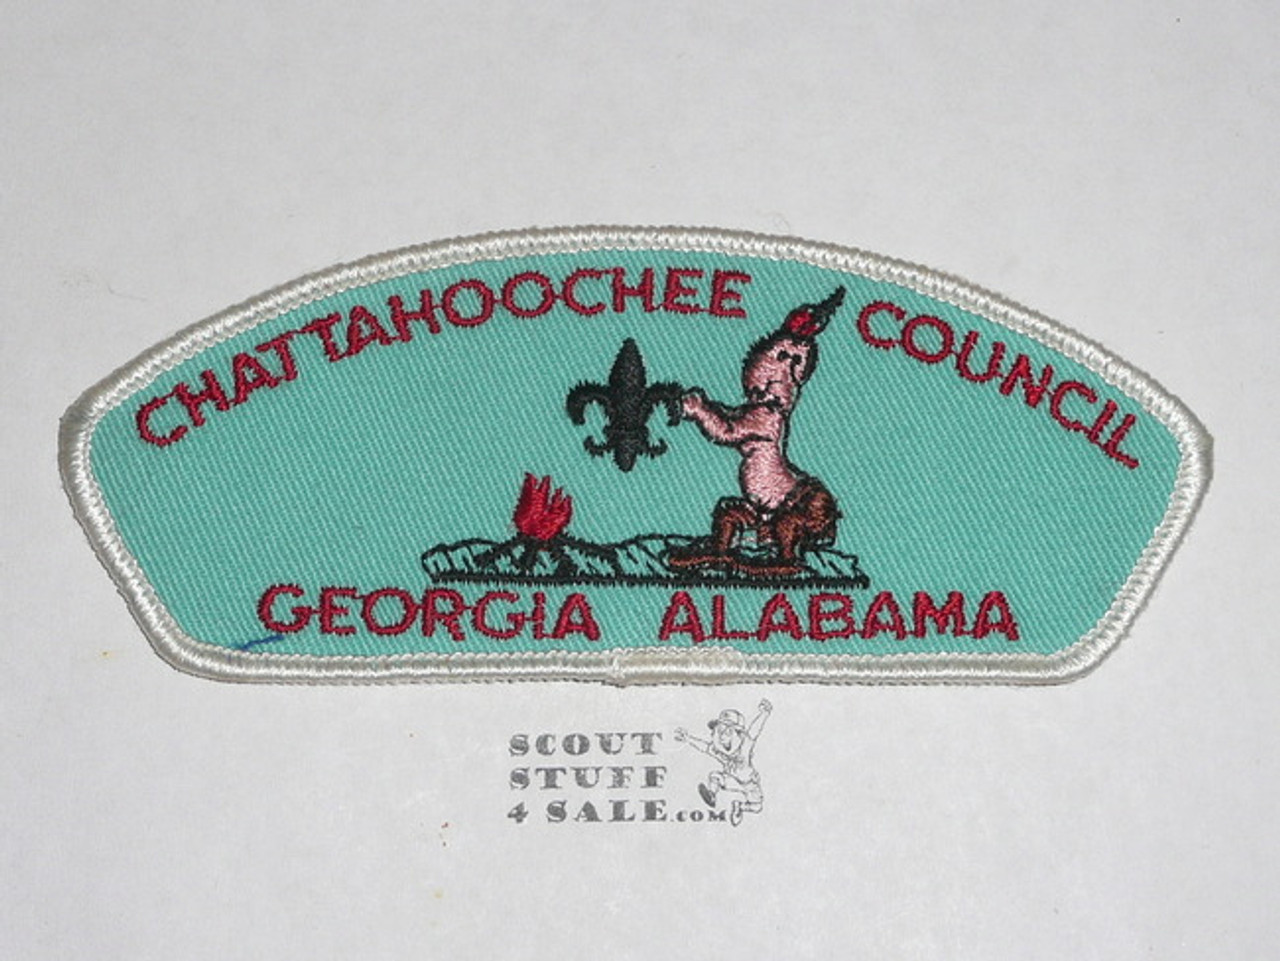 CHATTAHOOCHEE COUNCIL
GEORGIA ALABAMA
SCOUT
STUFF
4 SALE.COM